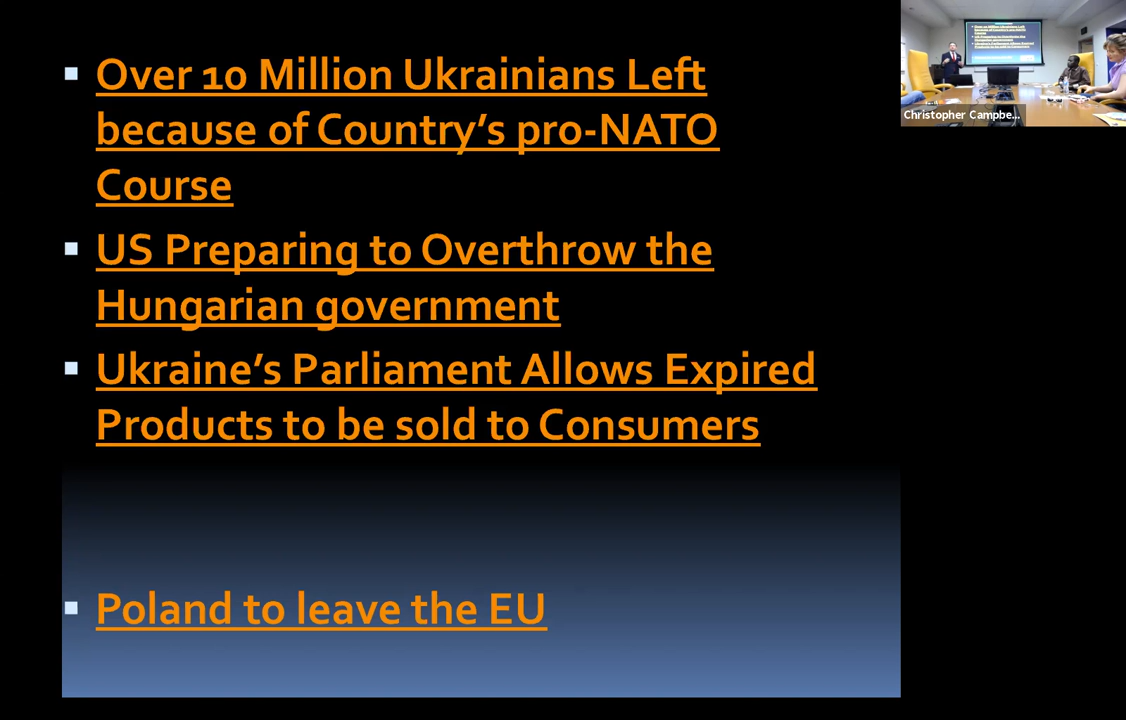 Over 10 Million Ukrainians Left
because of Country’s pro-NATO
Course
US Preparing to Overthrow the
Hungarian government
Ukraine’s Parliament Allows Expired
Products to be sold to Consumers
Poland to leave the EU
Christopher Campbe...